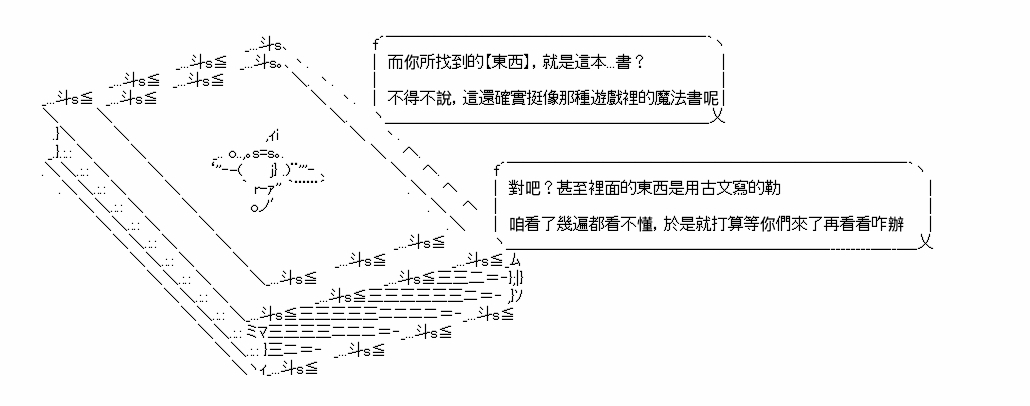 而你所找到的【東西】，就是這本…書？
不得不說，這還確實挺像那種遊戲裡的魔法書呢
對吧？甚至裡面的東西是用古文寫的勒
咱看了幾遍都看不懂，於是就打算等你們來了再看看咋辦